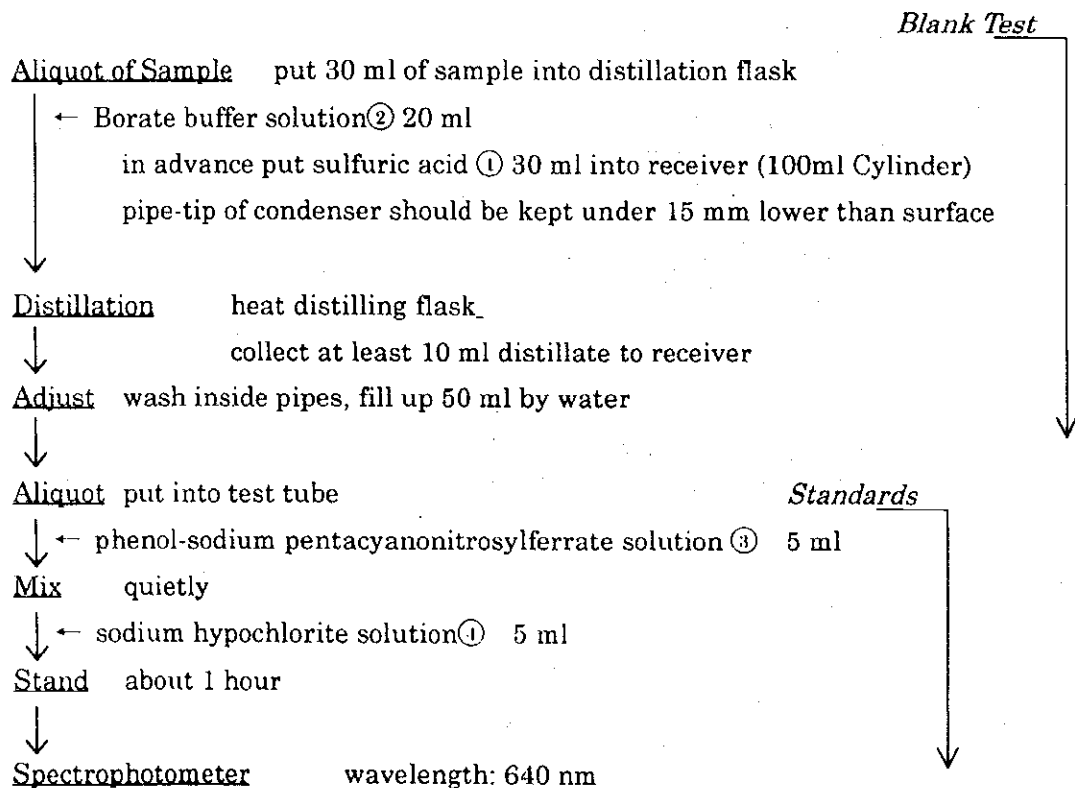 Blank Test
Aliquot of Sample put 30 ml of sample into distillation flask
← Borate buffer solution② 20 ml
in advance put sulfuric acid ① 30 ml into receiver (100ml Cylinder)
pipe-tip of condenser should be kept under 15 mm lower than surface
Distillation heat distilling flask
collect at least 10 ml distillate to receiver
Adjust wash inside pipes, fill up 50 ml by water
Aliquot put into test tube Standards
← phenol-sodium pentacyanonitrosylferrate solution ③ 5 ml
Mix quietly
← sodium hypochlorite solution④ 5 ml
Stand about 1 hour
Spectrophotometer wavelength: 640 nm